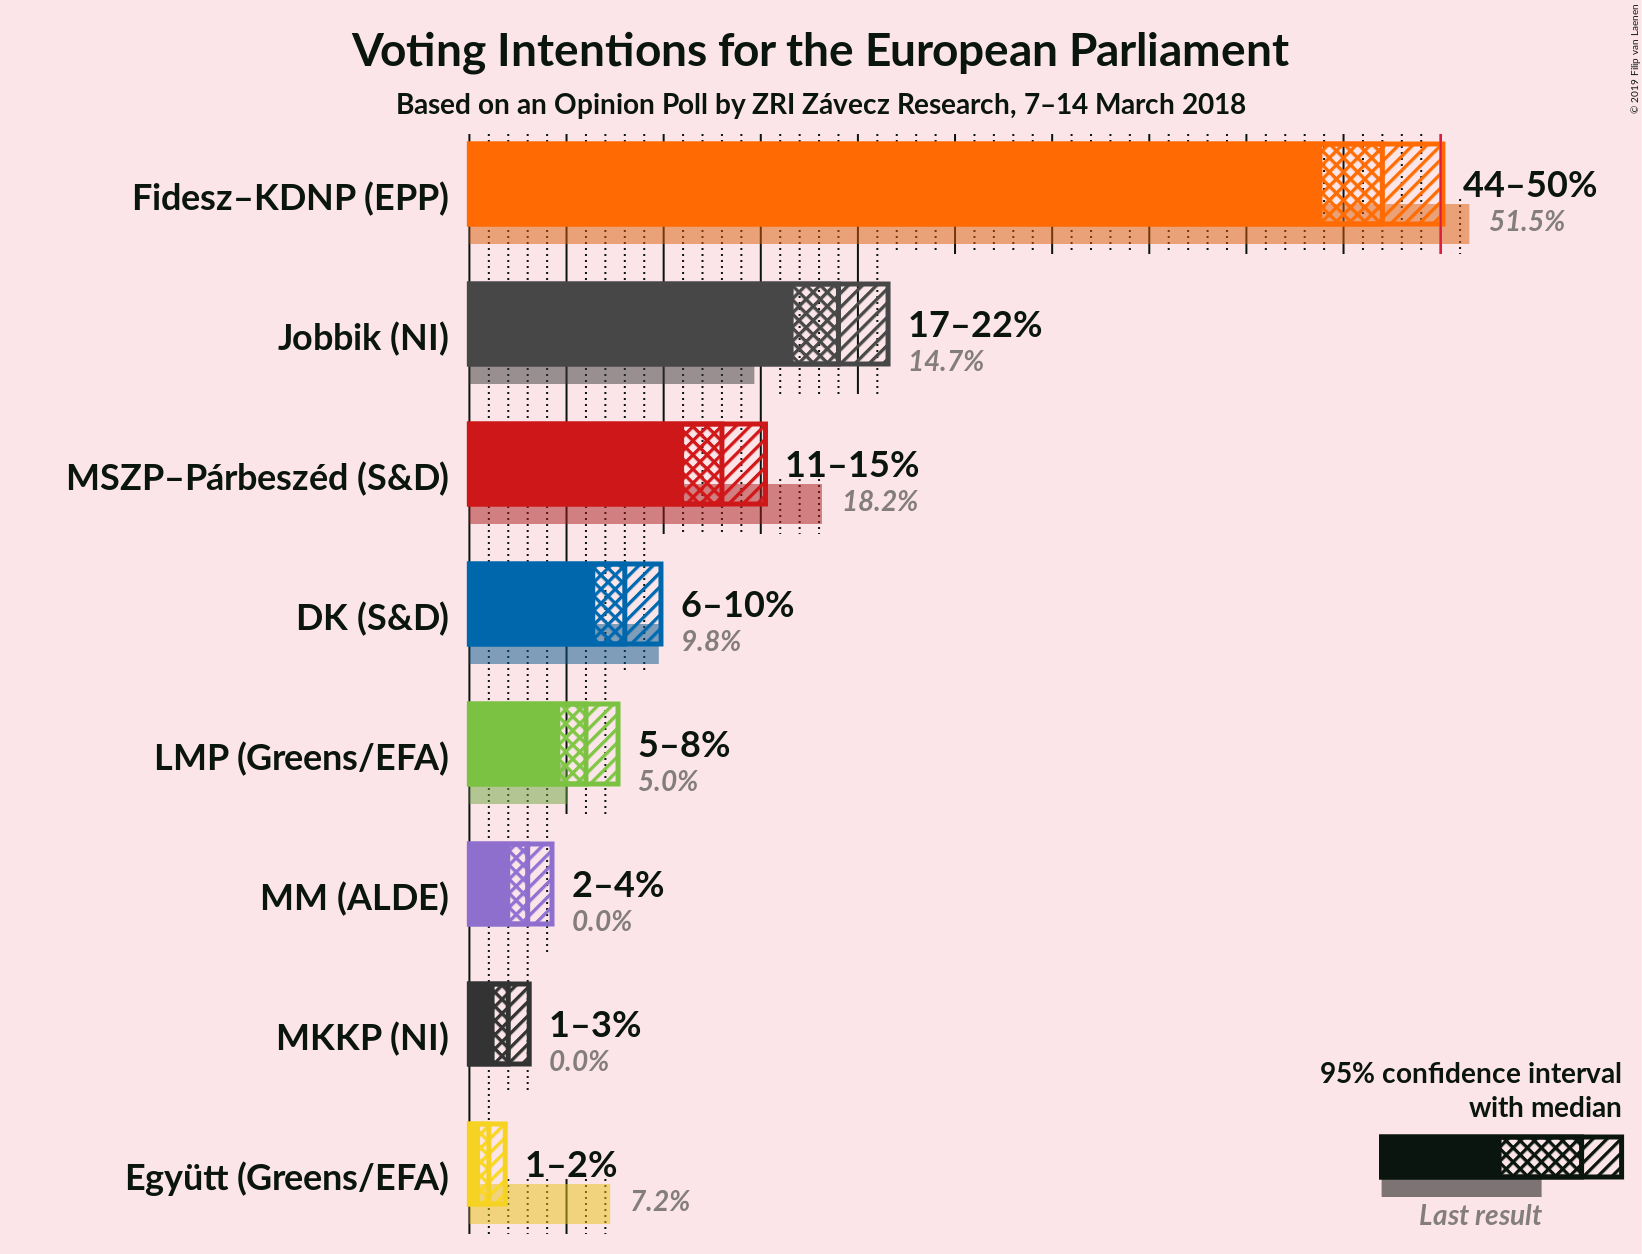 Voting Intentions for the European Parliament
Based on an Opinion Poll by ZRI Závecz Research, 7–14 March 2018
© 2019 Filip van Laenen
Fidesz–KDNP (EPP)
44–50%
51.5%
Jobbik (NI)
17–22%
14.7%
MSZP–Párbeszéd (S&D)
11–15%
18.2%
DK (S&D)
6–10%
9.8%
LMP (Greens/EFA)
5–8%
5.0%
MM (ALDE)
2–4%
0.0%
MKKP (NI)
1–3%
0.0%
Együtt (Greens/EFA)
1–2%
7.2%
95% confidence interval
with median
Last result